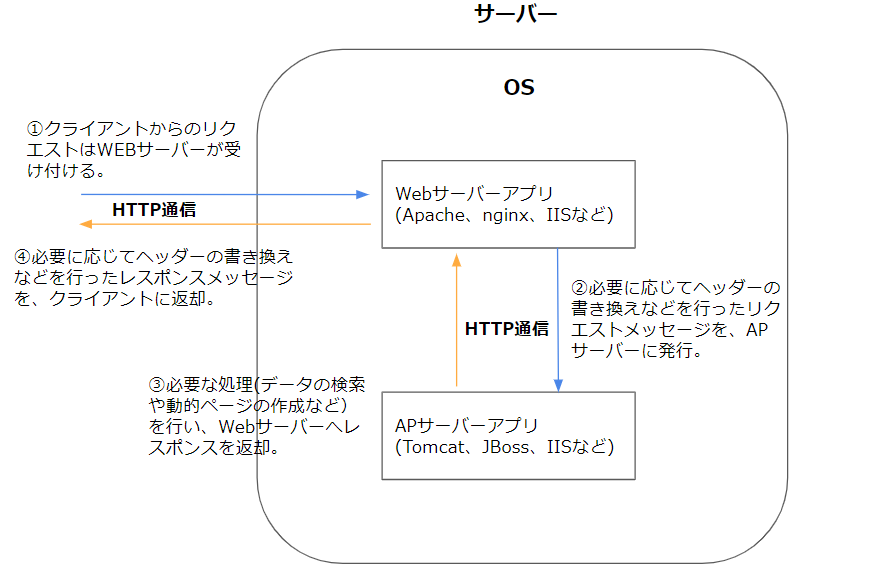 サーバー
OS
①クライアントからのリク
エストはWEBサーバーが受
け付ける。
HTTP通信
Webサーバーアプリ
(Apache、nginx、IISなど)
④必要に応じてヘッダーの書き換え
などを行ったレスポンスメッセージ
を、クライアントに返却。
②必要に応じてヘッダーの
書き換えなどを行ったリク
エストメッセージを、AP
サーバーに発行。
HTTP通信
③必要な処理(データの検索
や動的ページの作成など)
を行い、Webサーバーへレ
スポンスを返却。
APサーバーアプリ
(Tomcat、JBoss、IISなど)